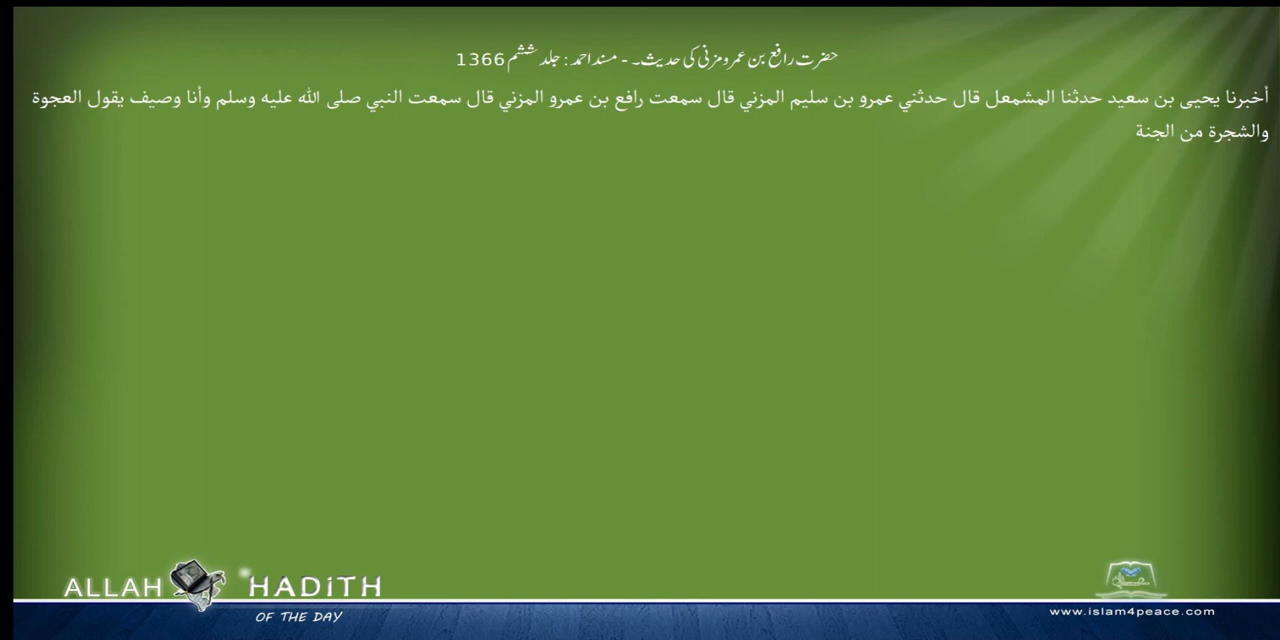 حضرت رافع بن عمرو مزنی کی حدیث۔ - مسند احمد : جلد ششم 1366
أخبرنا يحيى بن سعيد حدثنا المشمعل قال حدثني عمرو بن سليم المزني قال سمعت رافع بن عمرو المزني قال سمعت النبي صلى الله عليه وسلم وأنا وصيف يقول العجوة
والشجرة من الجنة
ALLAH HADITH
OF THE DAY
www.islam4peace.com